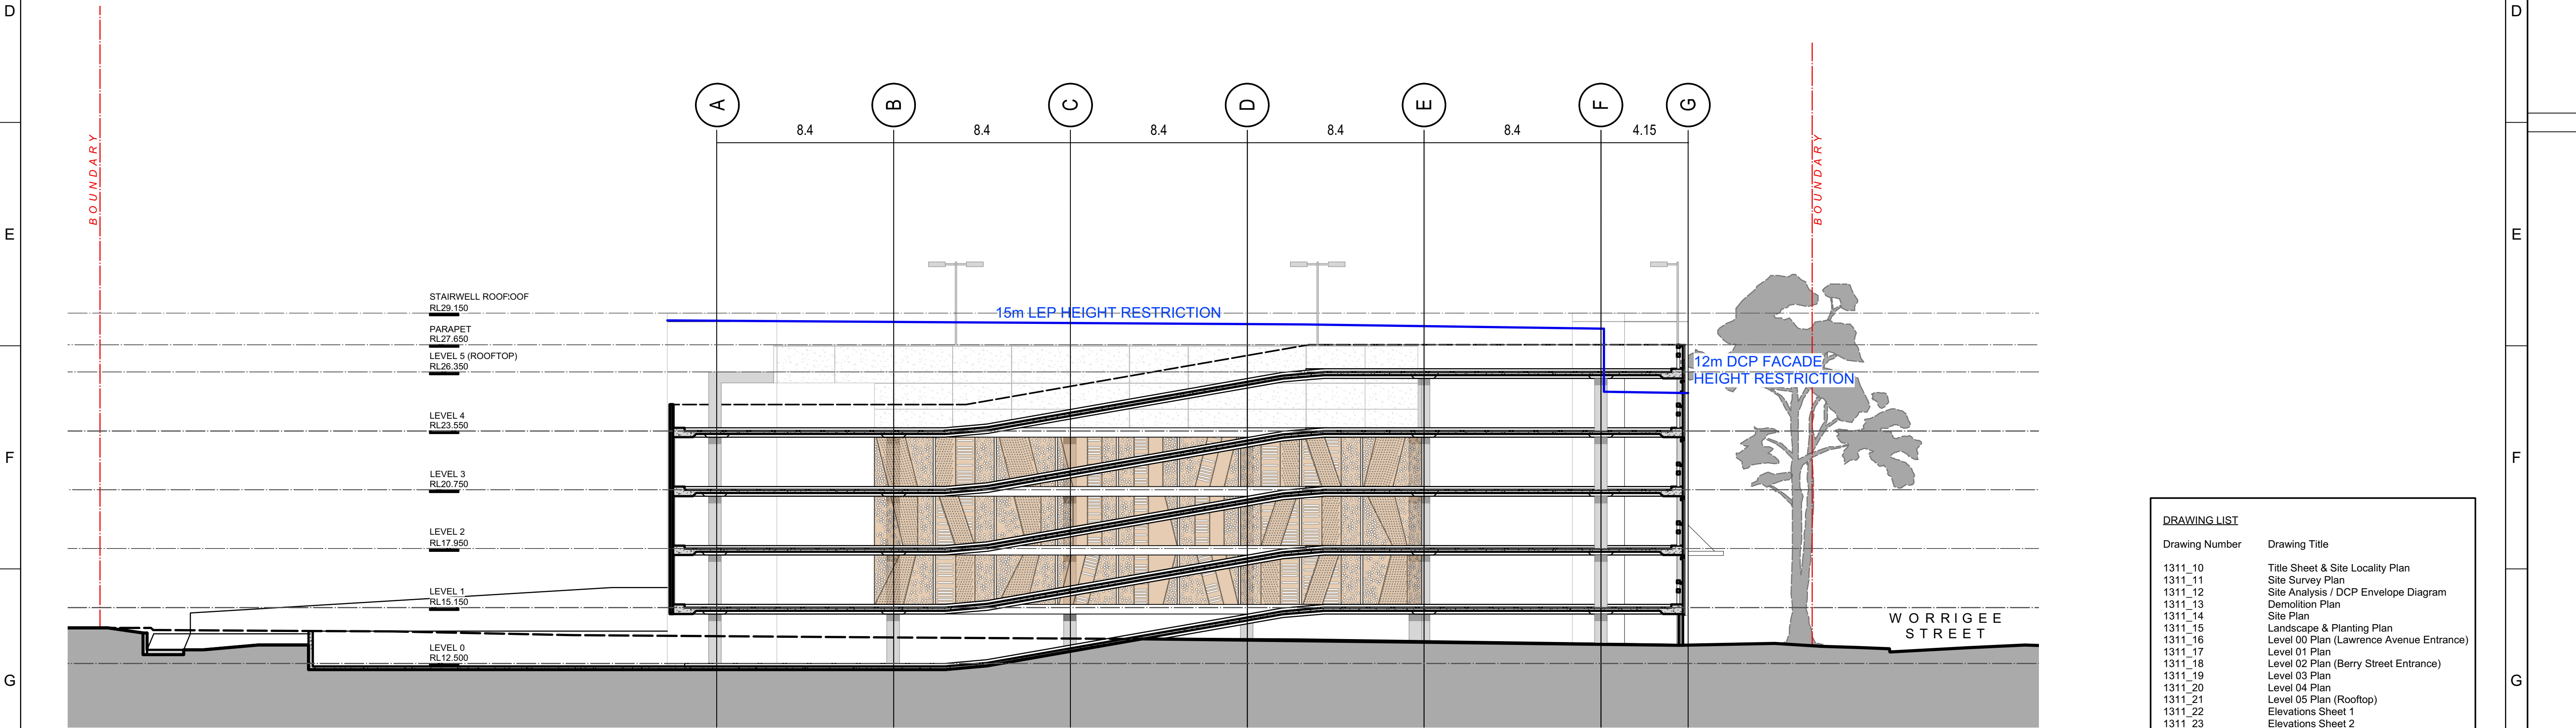 D
D
A
B
C
D
E
F
G
8.4
8.4
8.4
8.4
8.4
4.15
BOUNDARY
BOUNDARY
E
E
STAIRWELL ROOF
RL29.150
15m LEP HEIGHT RESTRICTION
PARAPET
RL27.650
LEVEL 5 (ROOFTOP)
RL26.350
12m DCP FACADE
HEIGHT RESTRICTION
LEVEL 4
RL23.550
F
F
LEVEL 3
RL20.750
LEVEL 2
RL17.950
LEVEL 1
RL15.150
WORRIGEE
STREET
LEVEL 0
RL12.500
G
G
DRAWING LIST
Drawing Number Drawing Title
1311_10 Title Sheet & Site Locality Plan
1311_11 Site Survey Plan
1311_12 Site Analysis / DCP Envelope Diagram
1311_13 Demolition Plan
1311_14 Site Plan
1311_15 Landscape & Planting Plan
1311_16 Level 00 Plan (Lawrence Avenue Entrance)
1311_17 Level 01 Plan
1311_18 Level 02 Plan (Berry Street Entrance)
1311_19 Level 03 Plan
1311_20 Level 04 Plan
1311_21 Level 05 Plan (Rooftop)
1311_22 Elevations Sheet 1
1311_23 Elevations Sheet 2